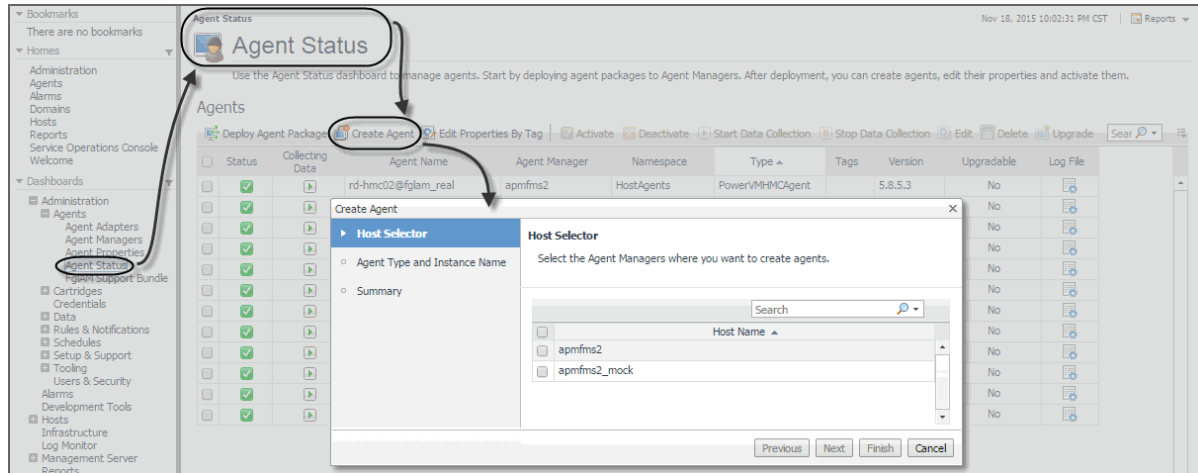 Bookmarks
There are no bookmarks
Homes
Administration
Agents
Alarms
Domains
Hosts
Reports
Service Operations Console
Welcome
Dashboards
Administration
Agents
Agent Adapters
Agent Managers
Agent Properties
Agent Status
FglAM Support Bundle
Cartridges
Credentials
Data
Rules & Notifications
Schedules
Setup & Support
Tooling
Users & Security
Alarms
Development Tools
Hosts
Infrastructure
Log Monitor
Management Server
Reports
Agent Status
Nov 18, 2015 10:02:31 PM CST
Reports
Agent Status
Use the Agent Status dashboard to manage agents. Start by deploying agent packages to Agent Managers. After deployment, you can create agents, edit their properties and activate them.
Agents
Deploy Agent Package Create Agent Edit Properties By Tag Activate Deactivate Start Data Collection Stop Data Collection Edit Delete Upgrade Sear
Status Collecting Data Agent Name Agent Manager Namespace Type Tags Version Upgradable Log File
rd-hmc02@fglam_real apmfms2 HostAgents PowerVMHMCAgent 5.8.5.3 No
No
No
No
No
No
No
No
No
No
No
No
Create Agent
Host Selector
Agent Type and Instance Name
Summary
Host Selector
Select the Agent Managers where you want to create agents.
Search
Host Name
apmfms2
apmfms2_mock
Previous Next Finish Cancel